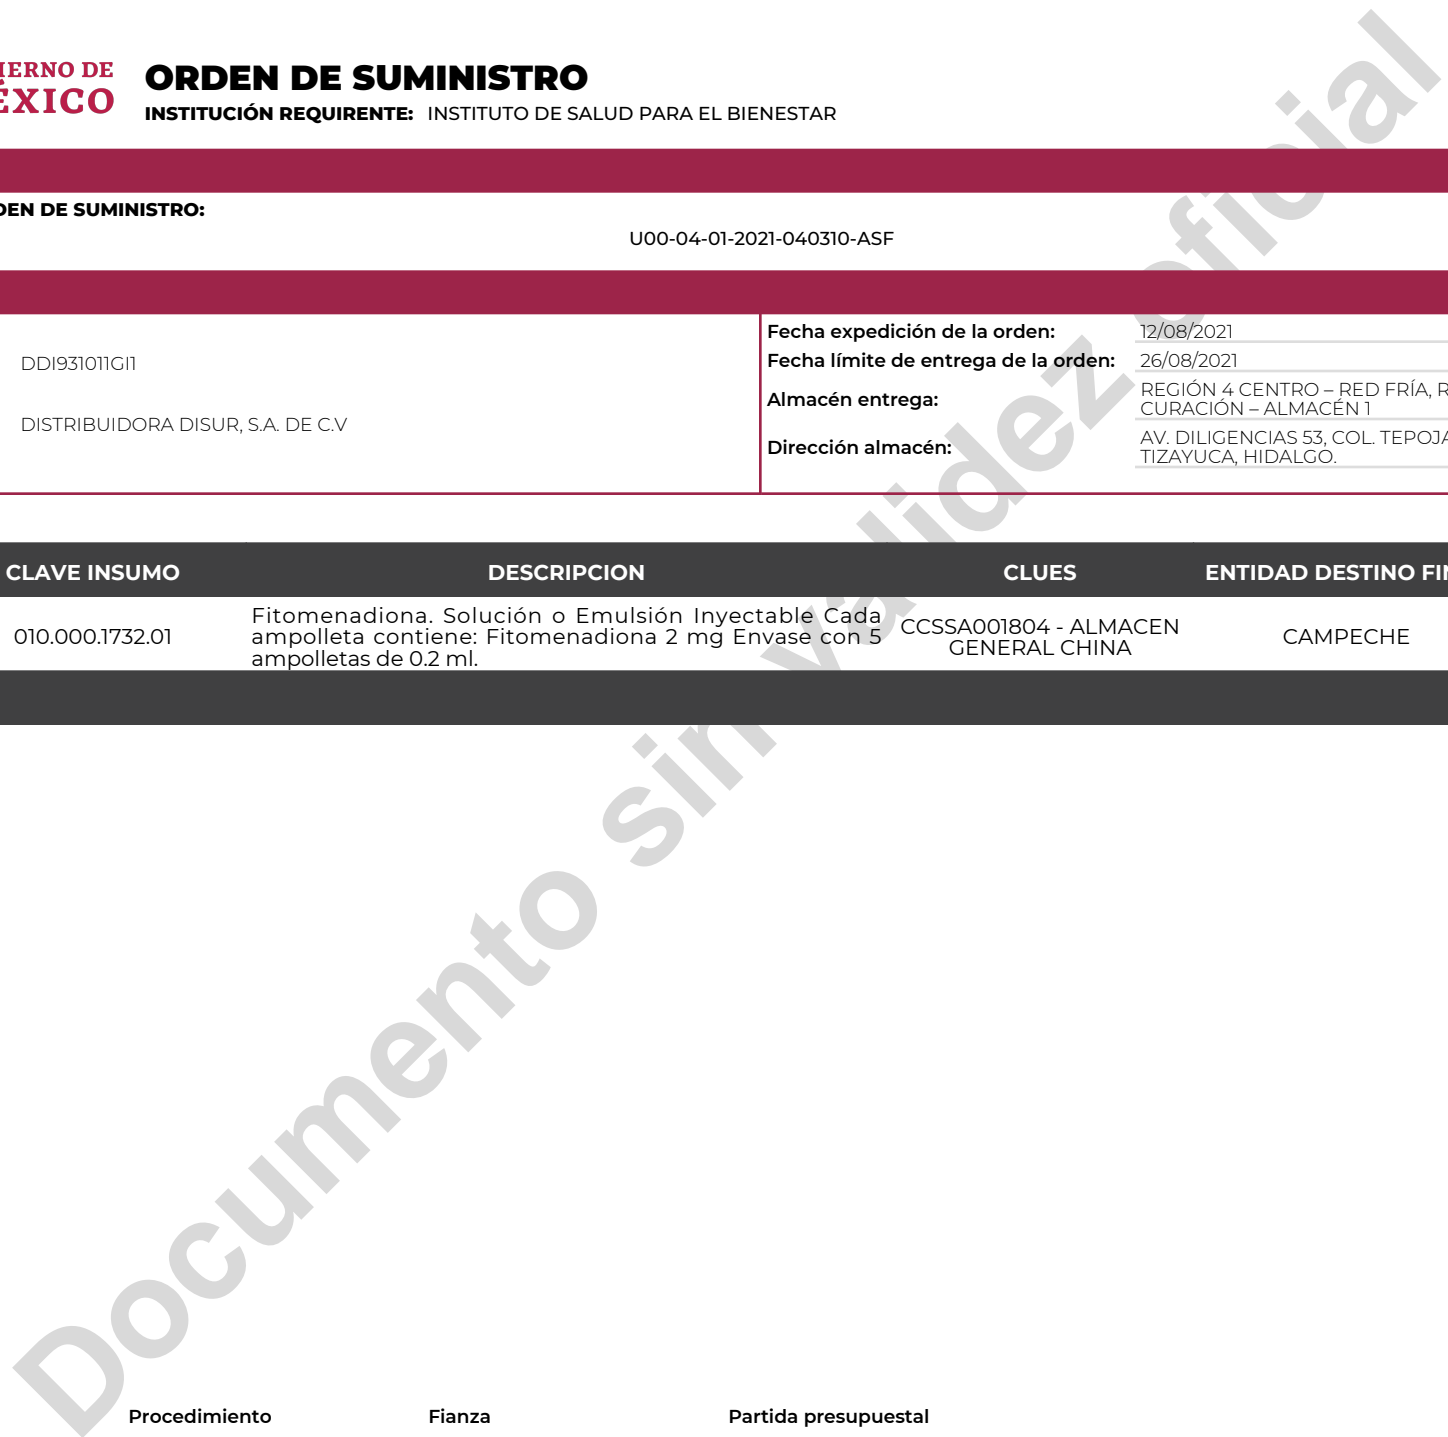 IERNO DE
ÉXICO
ORDEN DE SUMINISTRO
INSTITUCIÓN REQUIRENTE: INSTITUTO DE SALUD PARA EL BIENESTAR
DEN DE SUMINISTRO:
U00-04-01-2021-040310-ASF
DDI931011GI1
DISTRIBUIDORA DISUR, S.A. DE C.V
Fecha expedición de la orden: 12/08/2021
Fecha límite de entrega de la orden: 26/08/2021
Almacén entrega: REGIÓN 4 CENTRO – RED FRÍA, R
CURACIÓN – ALMACÉN 1
Dirección almacén: AV. DILIGENCIAS 53, COL. TEPOJA
TIZAYUCA, HIDALGO.
CLAVE INSUMO DESCRIPCION CLUES ENTIDAD DESTINO FIN
010.000.1732.01
Fitomenadiona. Solución o Emulsión Inyectable Cada
ampolleta contiene: Fitomenadiona 2 mg Envase con 5
ampolletas de 0.2 ml.
CCSSA001804 - ALMACEN
GENERAL CHINA
CAMPECHE
Documento sin validez oficial
Procedimiento Fianza Partida presupuestal